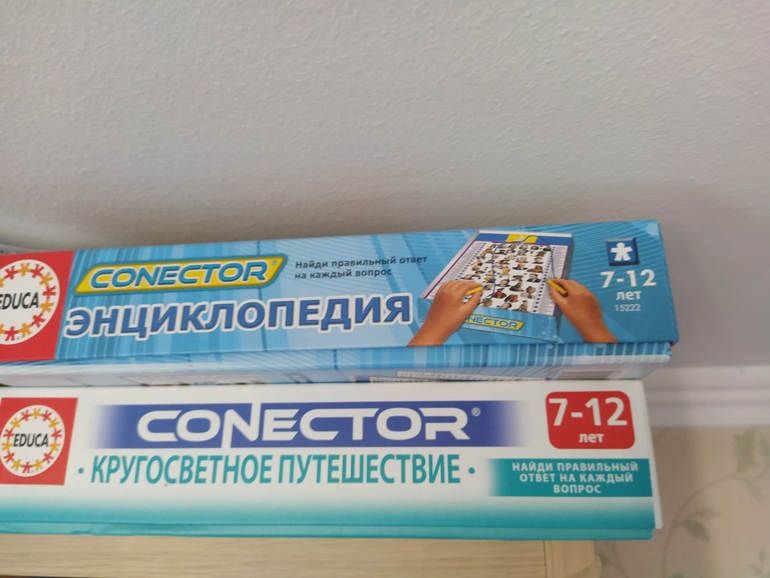 EDUCA
CONECTOR®
Найди правильный ответ
на каждый вопрос
ЭНЦИКЛОПЕДИЯ
CONECTOR
7-12
лет
15222
EDUCA
CONECTOR®
• КРУГОСВЕТНОЕ ПУТЕШЕСТВИЕ •
7-12
лет
НАЙДИ ПРАВИЛЬНЫЙ
ОТВЕТ НА КАЖДЫЙ
ВОПРОС